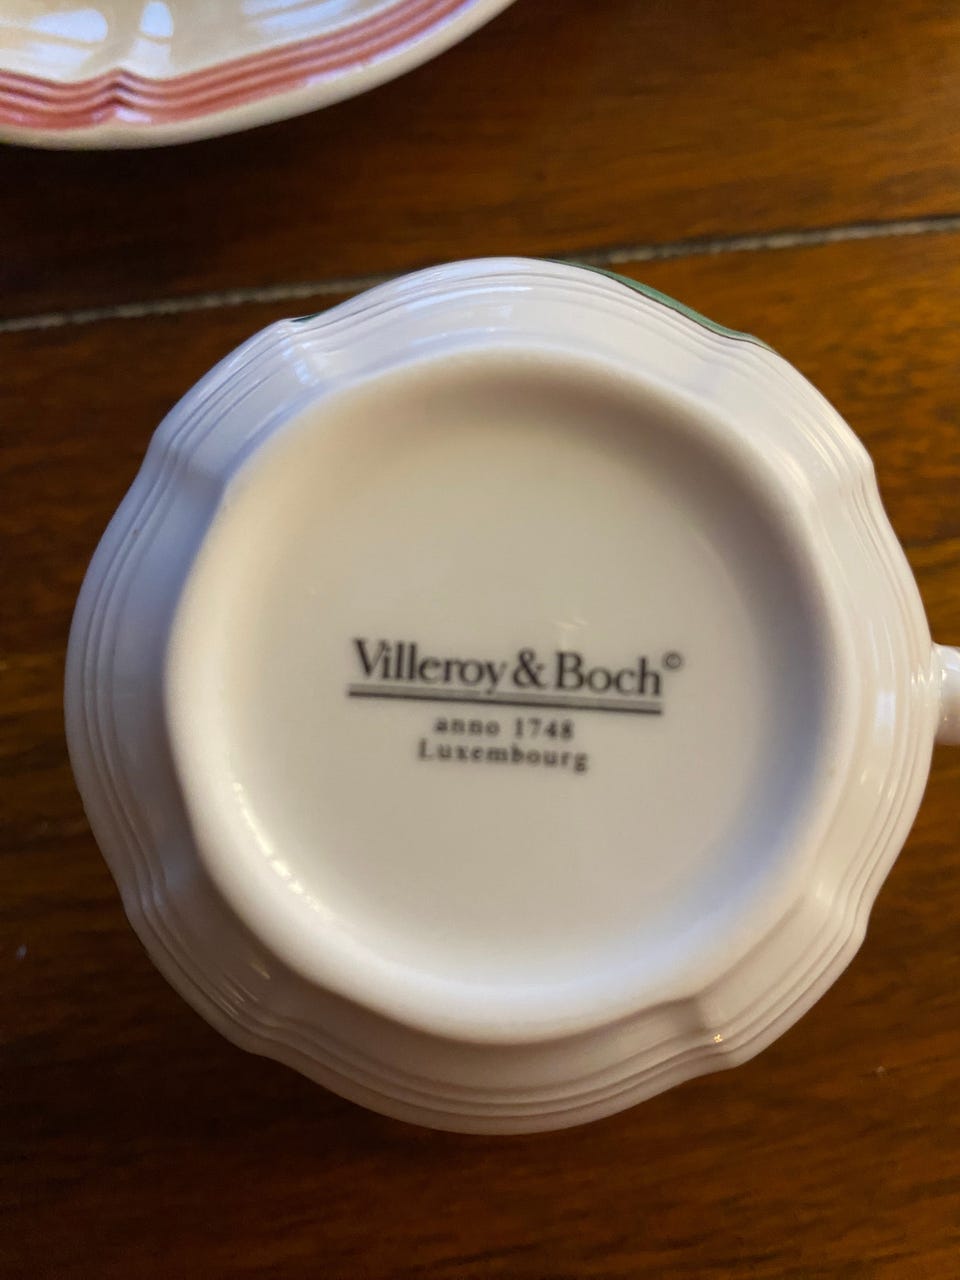 Villeroy & Boch©
anno 1748
Luxembourg